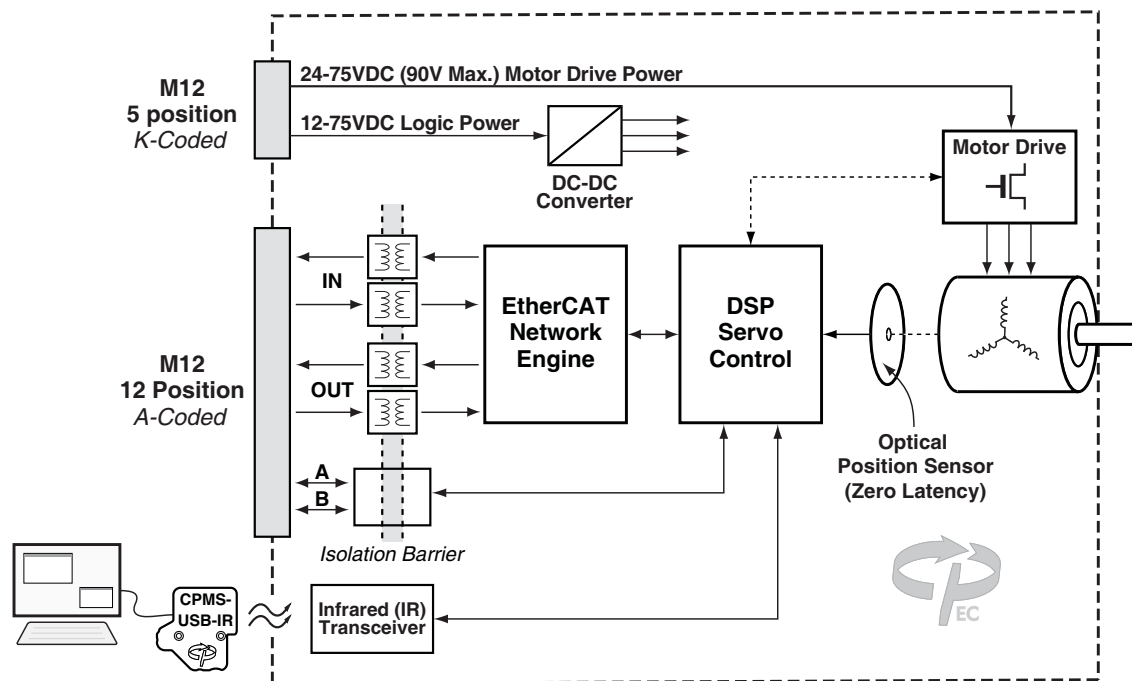 M12
5 position
K-Coded
24-75VDC (90V Max.) Motor Drive Power
12-75VDC Logic Power
DC-DC
Converter
Motor Drive
M12
12 Position
A-Coded
IN
OUT
A
B
EtherCAT
Network
Engine
DSP
Servo
Control
Optical
Position Sensor
(Zero Latency)
Isolation Barrier
CPMS-
USB-IR
Infrared (IR)
Transceiver
EC